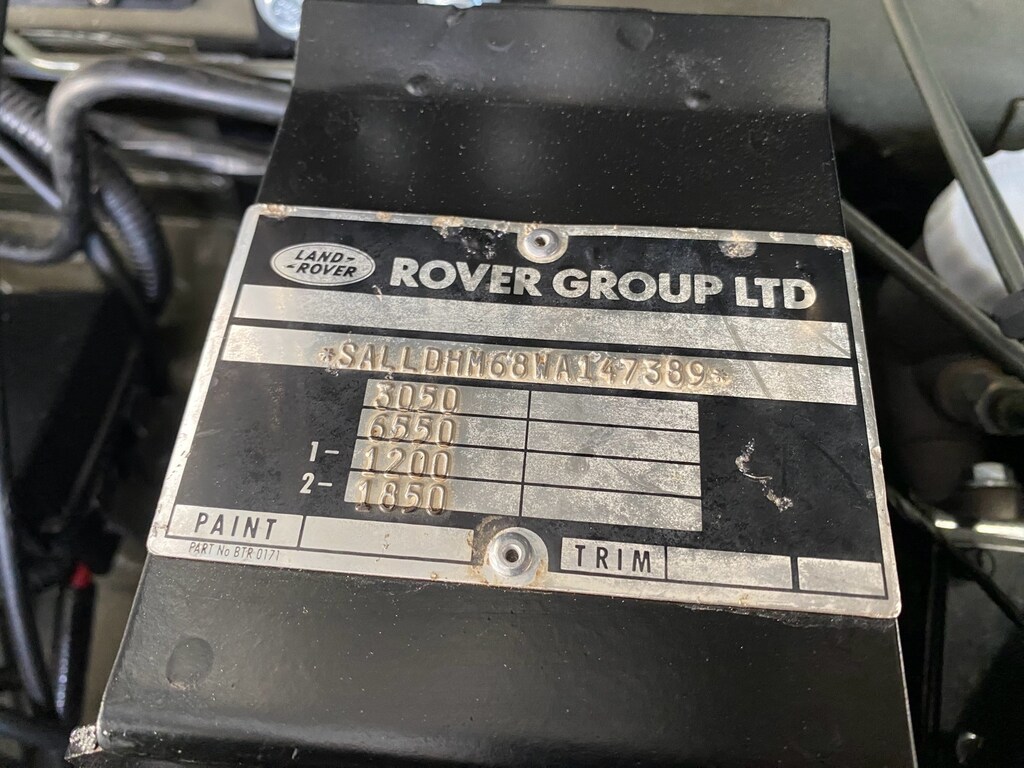 LAND-
-ROVER
ROVER GROUP LTD
*SALLDHM68WA147389*
3050
6550
1- 1200
2- 1850
PAINT
PART No BTR 0171
TRIM